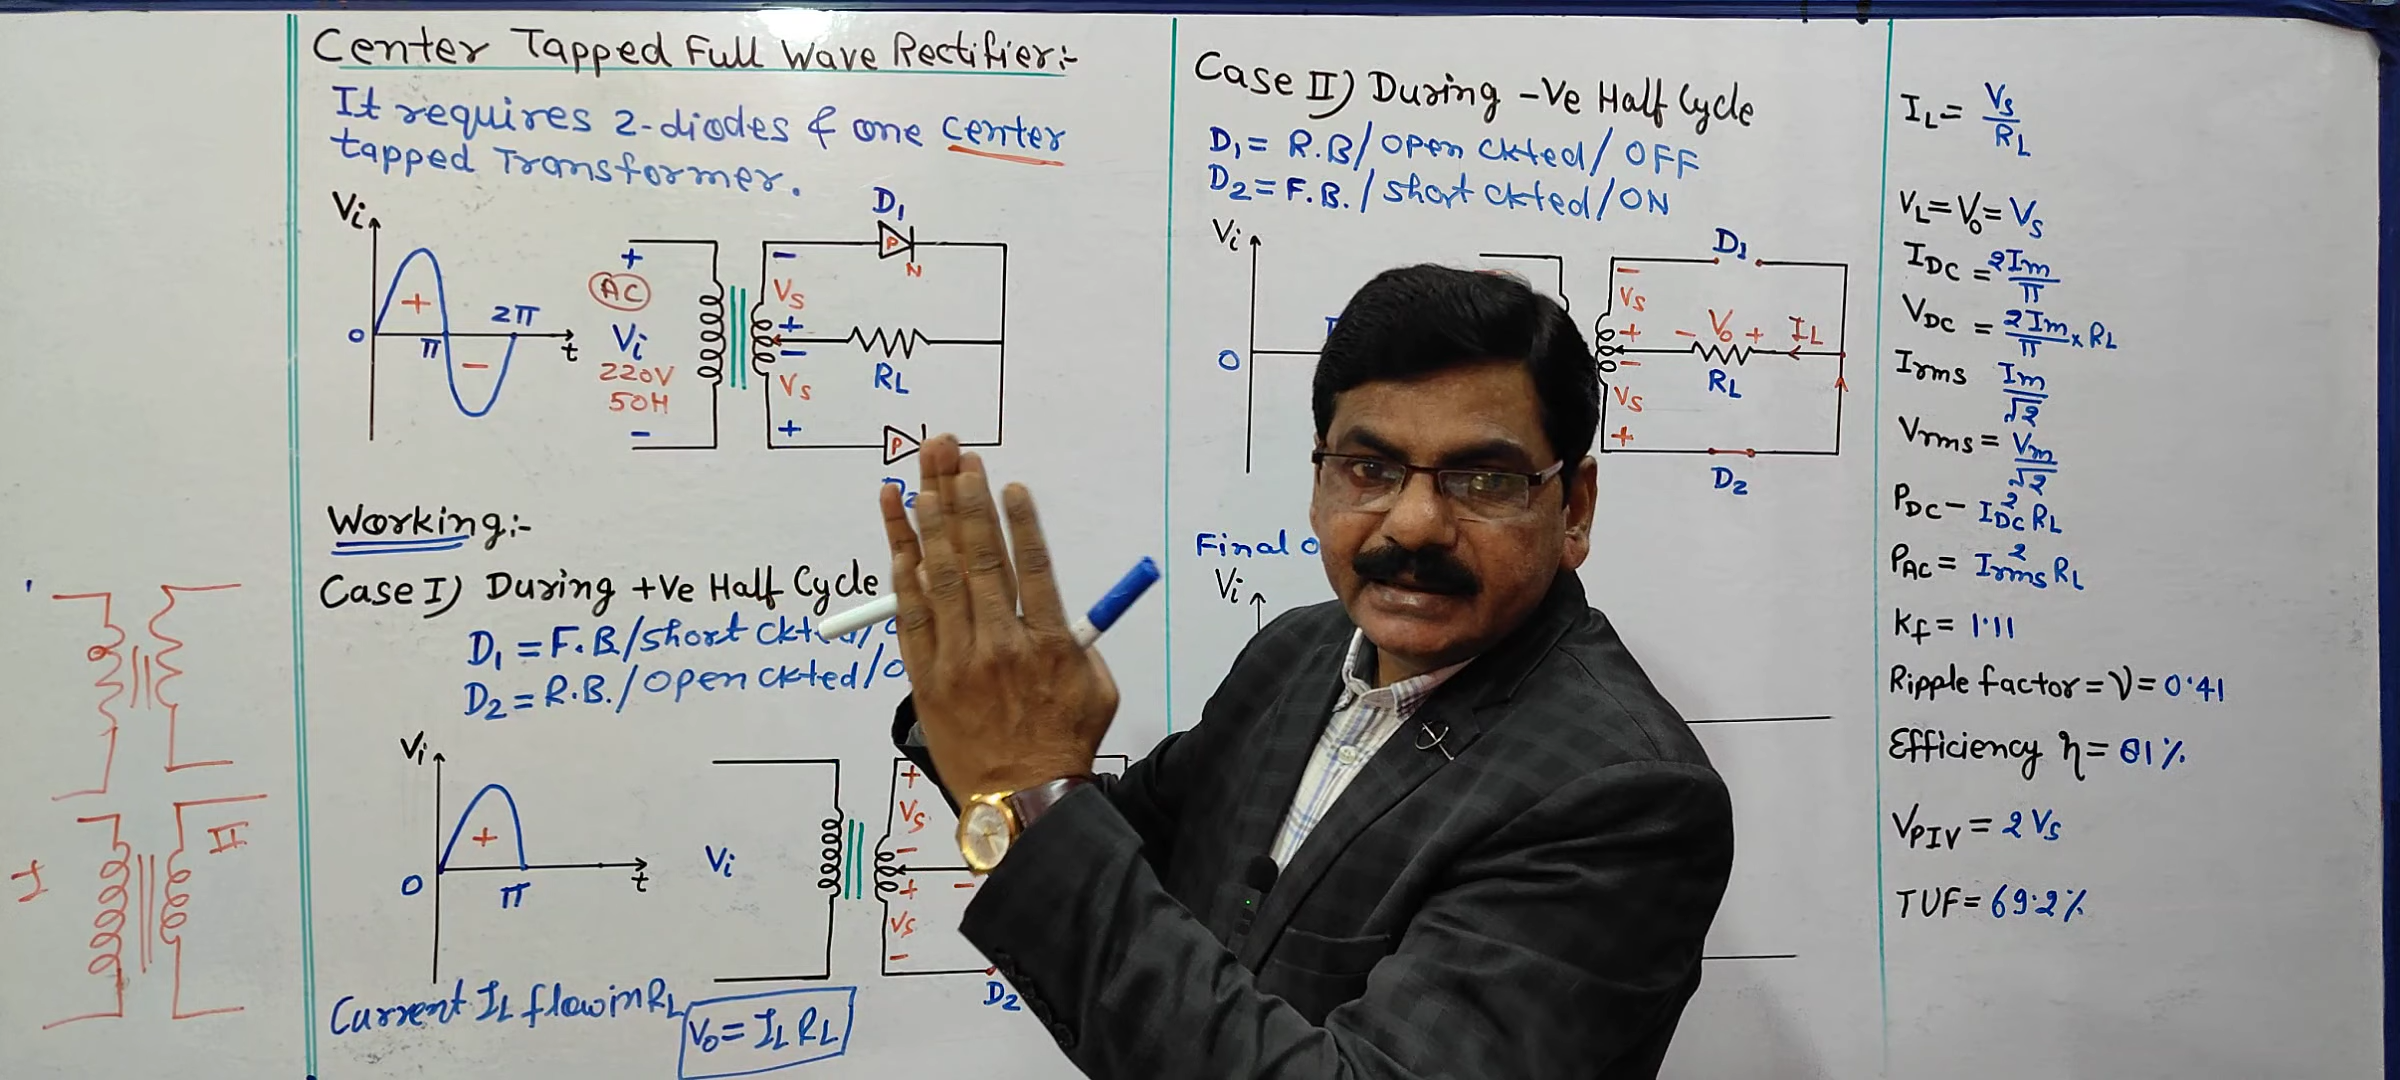 Center Tapped Full Wave Rectifier:-
It requires 2-diodes & one center
tapped Transformer.
Vi
+
-
0
π
2π
t
+
AC
Vi
220V
50H
-
-
Vs
+
-
Vs
+
D1
P
N
RL
P
Working:-
Case I) During +Ve Half Cycle
D1 = F.B/short
D2 = R.B./open ckted/
Vi
+
0
π
t
Vi
+
Vs
-
+
Vs
-
-
D2
Current IL flow in RL
V0 = IL RL
Case II) During -Ve Half Cycle
D1 = R.B/open ckted/OFF
D2 = F.B./short ckted/ON
Vi
0
-
Vs
+
-
Vs
+
D1
- V0 +
IL
RL
D2
Final
Vi
IL = Vs/RL
VL = V0 = Vs
IDC = 2Im/π
VDC = 2Im/π x RL
Irms Im/√2
Vrms = Vm/√2
PDC - I²DC RL
PAC = I²rms RL
Kf = 1.11
Ripple factor = ν = 0.41
Efficiency η = 81%
VPIV = 2Vs
TUF = 69.2%
I
II